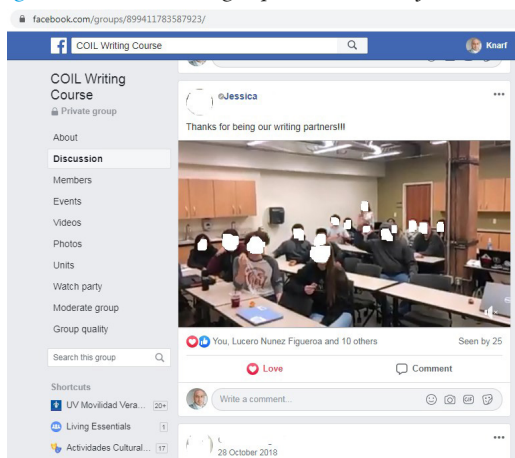 facebook.com/groups/899411783587923/
COIL Writing Course
Knarf
COIL Writing
Course
Private group
About
Discussion
Members
Events
Videos
Photos
Units
Watch party
Moderate group
Group quality
Search this group
Shortcuts
UV Movilidad Vera... 20+
Living Essentials 1
Actividades Cultural... 17
Jessica
Thanks for being our writing partners!!!
You, Lucero Nunez Figueroa and 10 others
Seen by 25
Love
Comment
Write a comment...
GIF
28 October 2018